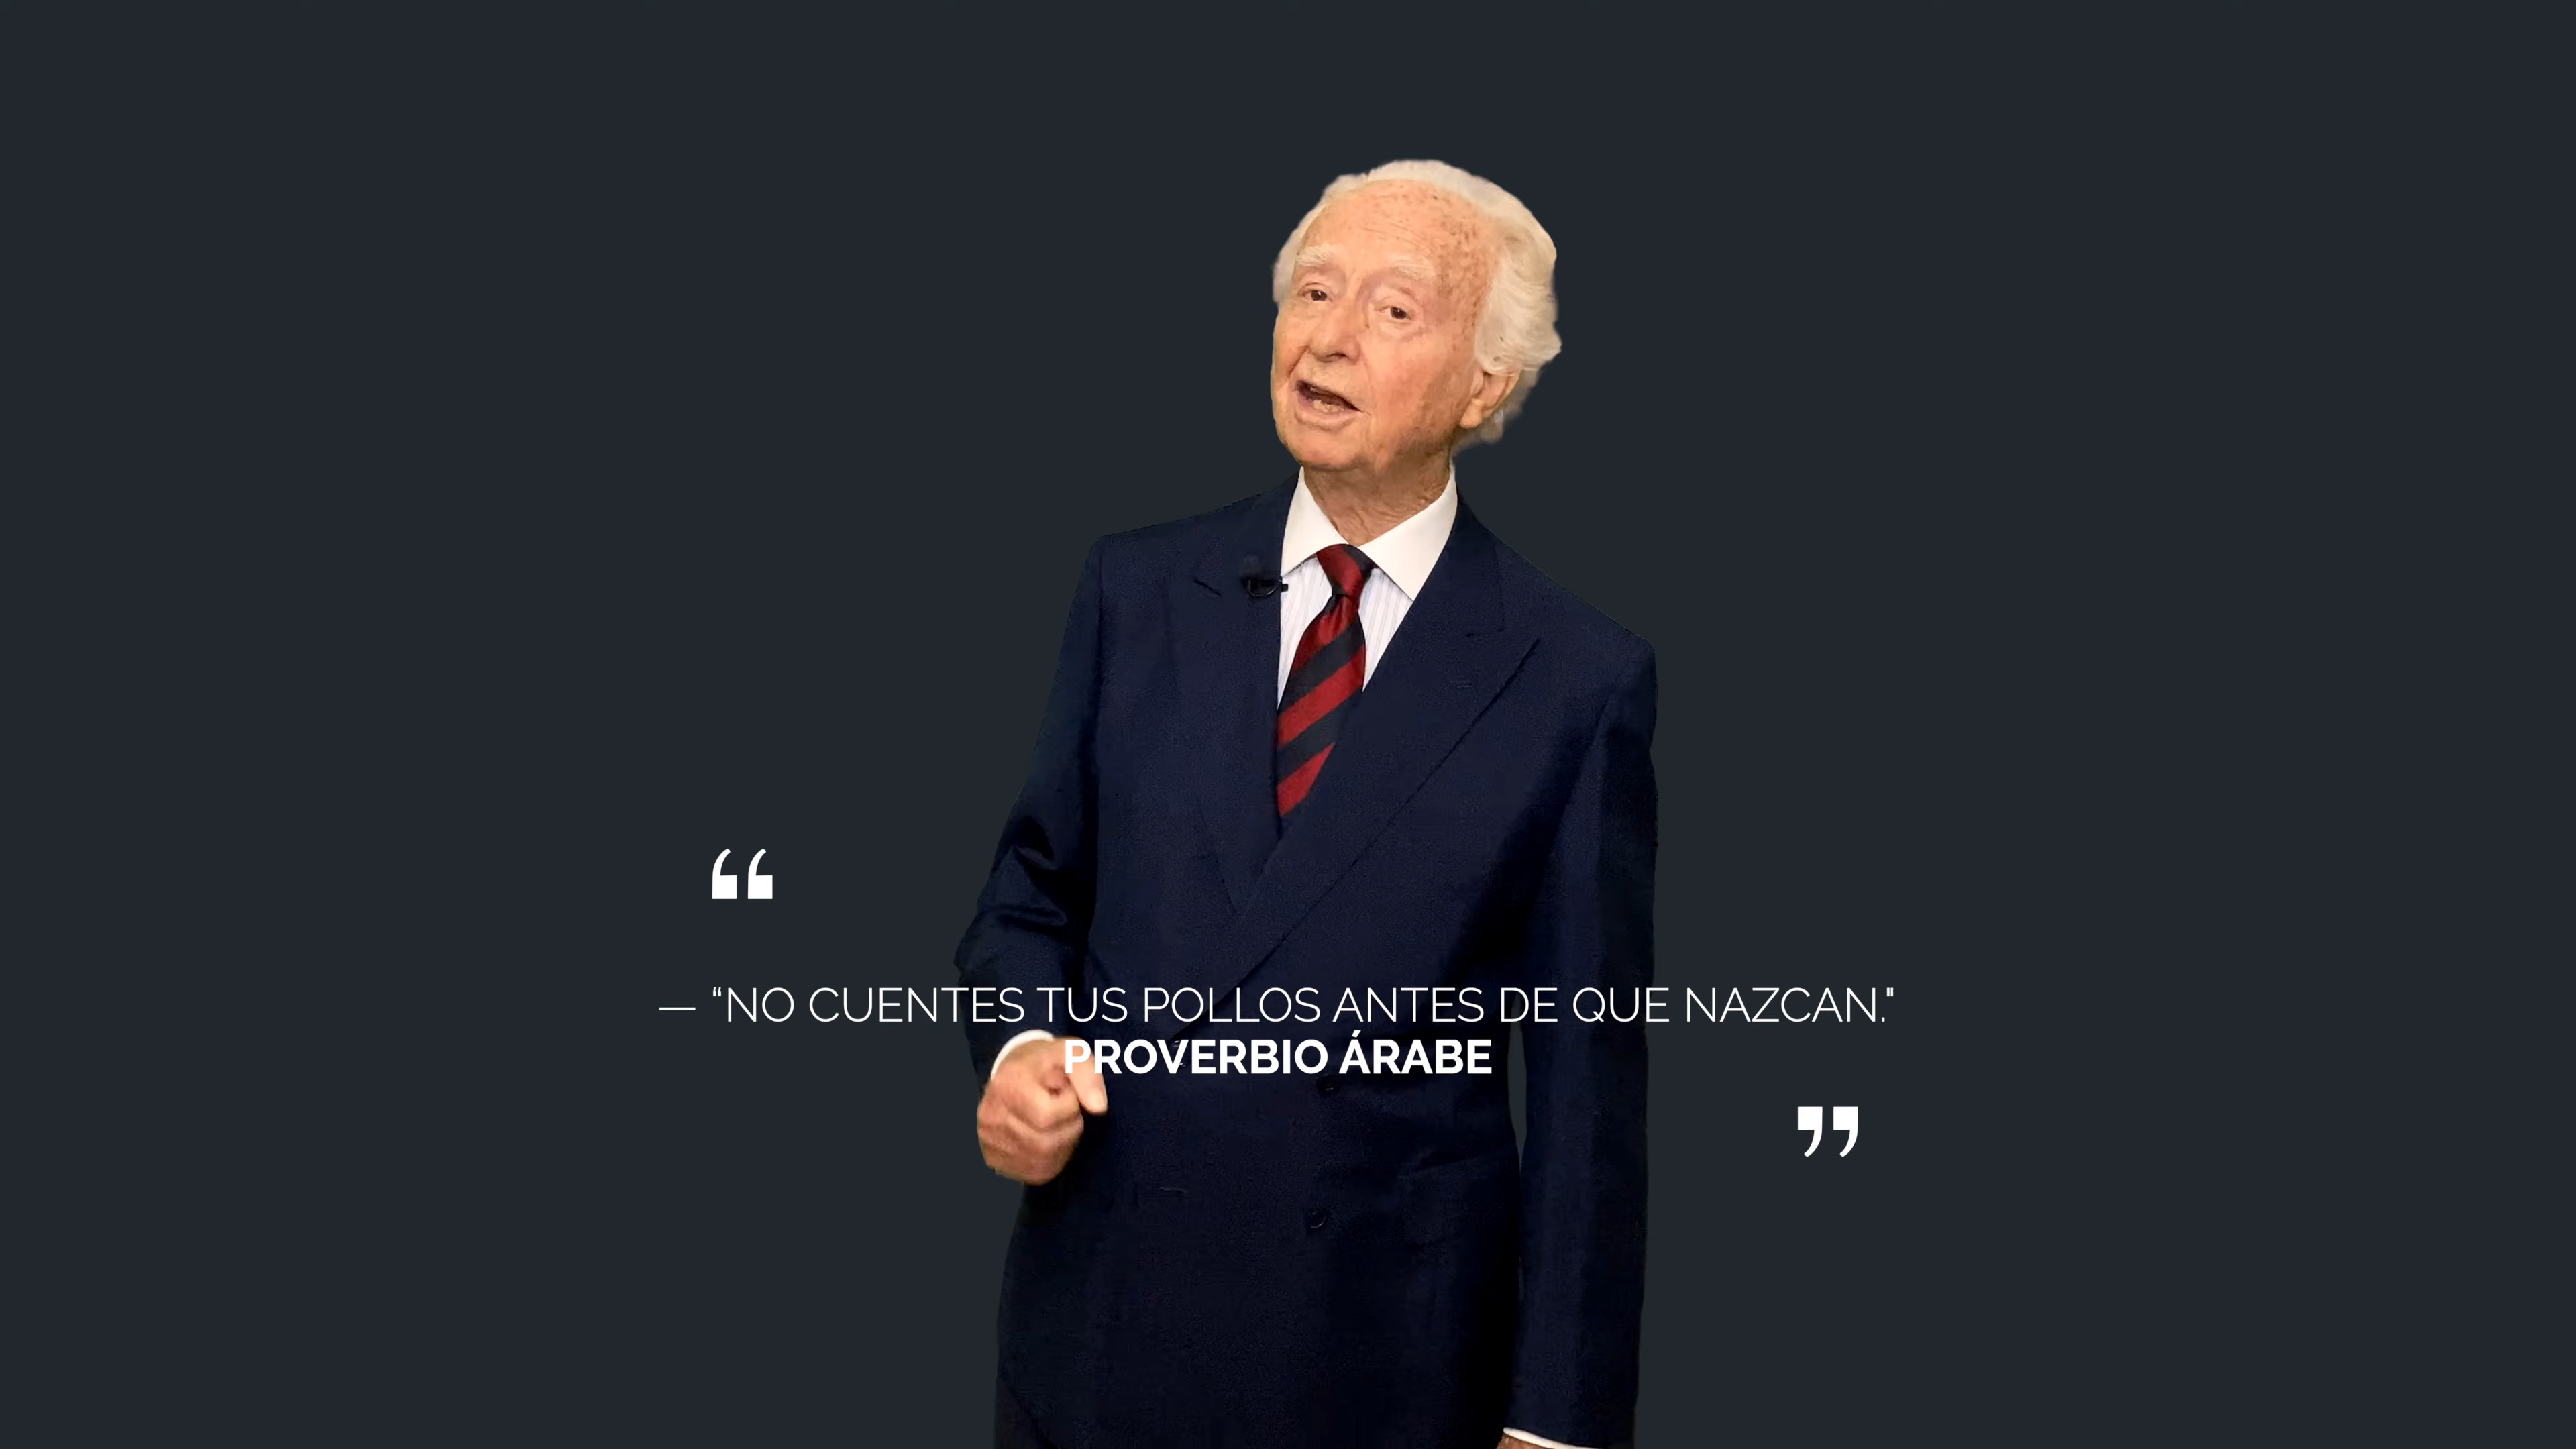 “
— “NO CUENTES TUS POLLOS ANTES DE QUE NAZCAN."
PROVERBIO ÁRABE
”